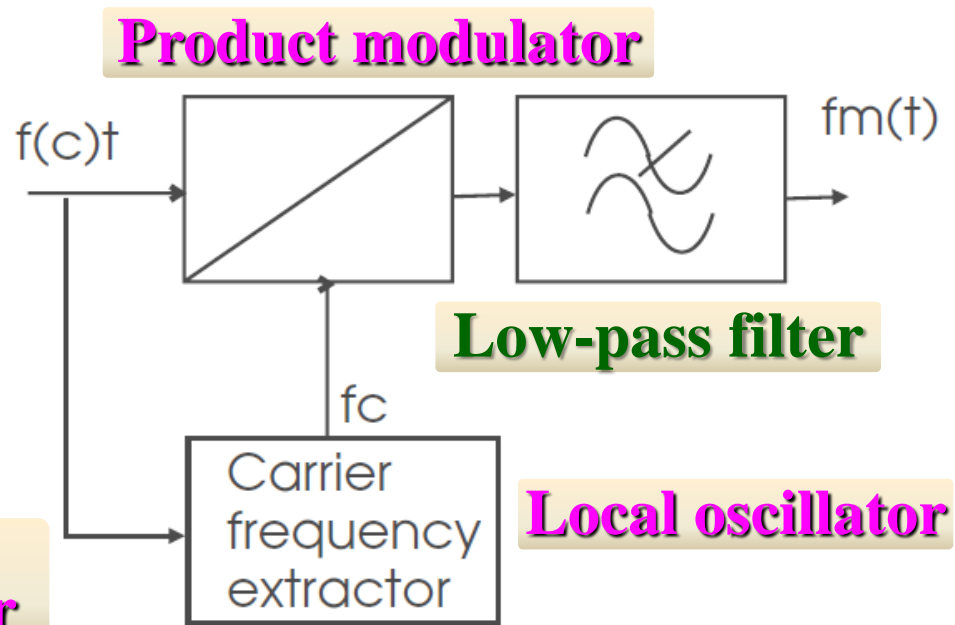 Product modulator
f(c)t
fm(t)
Low-pass filter
fc
Carrier
frequency
extractor
Local oscillator